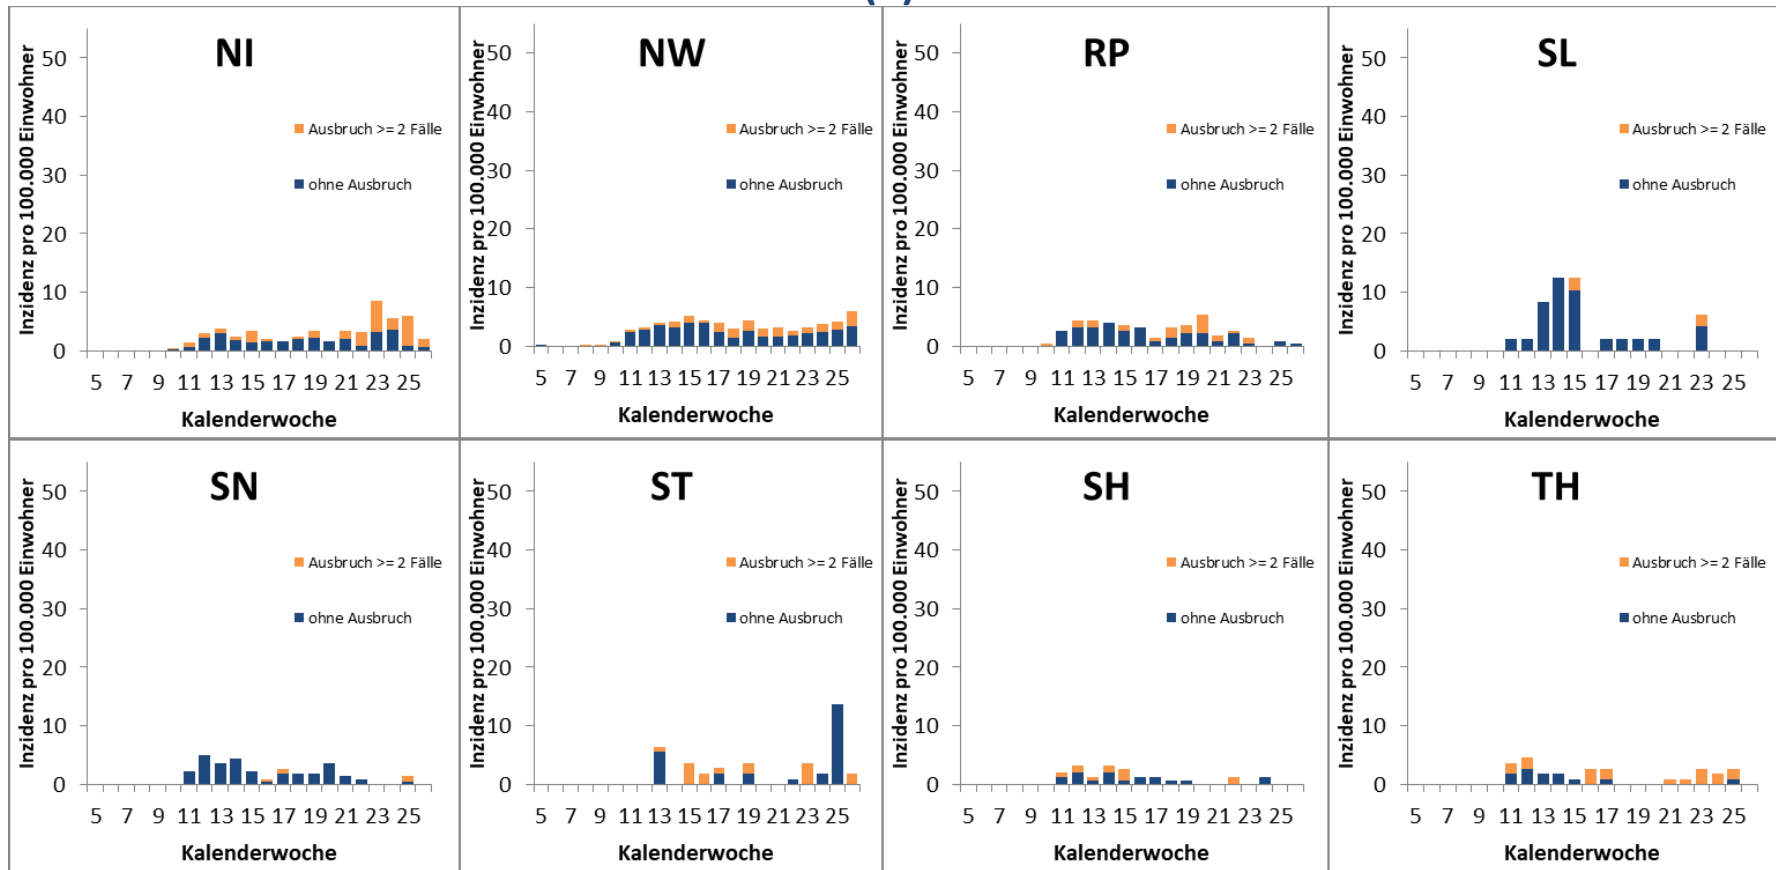 NI
Inzidenz pro 100.000 Einwohner
50
40
30
20
10
0
Ausbruch >= 2 Fälle
ohne Ausbruch
5 7 9 11 13 15 17 19 21 23 25
Kalenderwoche
NW
Inzidenz pro 100.000 Einwohner
50
40
30
20
10
0
Ausbruch >= 2 Fälle
ohne Ausbruch
5 7 9 11 13 15 17 19 21 23 25
Kalenderwoche
RP
Inzidenz pro 100.000 Einwohner
50
40
30
20
10
0
Ausbruch >= 2 Fälle
ohne Ausbruch
5 7 9 11 13 15 17 19 21 23 25
Kalenderwoche
SL
Inzidenz pro 100.000 Einwohner
50
40
30
20
10
0
Ausbruch >= 2 Fälle
ohne Ausbruch
5 7 9 11 13 15 17 19 21 23 25
Kalenderwoche
SN
Inzidenz pro 100.000 Einwohner
50
40
30
20
10
0
Ausbruch >= 2 Fälle
ohne Ausbruch
5 7 9 11 13 15 17 19 21 23 25
Kalenderwoche
ST
Inzidenz pro 100.000 Einwohner
50
40
30
20
10
0
Ausbruch >= 2 Fälle
ohne Ausbruch
5 7 9 11 13 15 17 19 21 23 25
Kalenderwoche
SH
Inzidenz pro 100.000 Einwohner
50
40
30
20
10
0
Ausbruch >= 2 Fälle
ohne Ausbruch
5 7 9 11 13 15 17 19 21 23 25
Kalenderwoche
TH
Inzidenz pro 100.000 Einwohner
50
40
30
20
10
0
Ausbruch >= 2 Fälle
ohne Ausbruch
5 7 9 11 13 15 17 19 21 23 25
Kalenderwoche